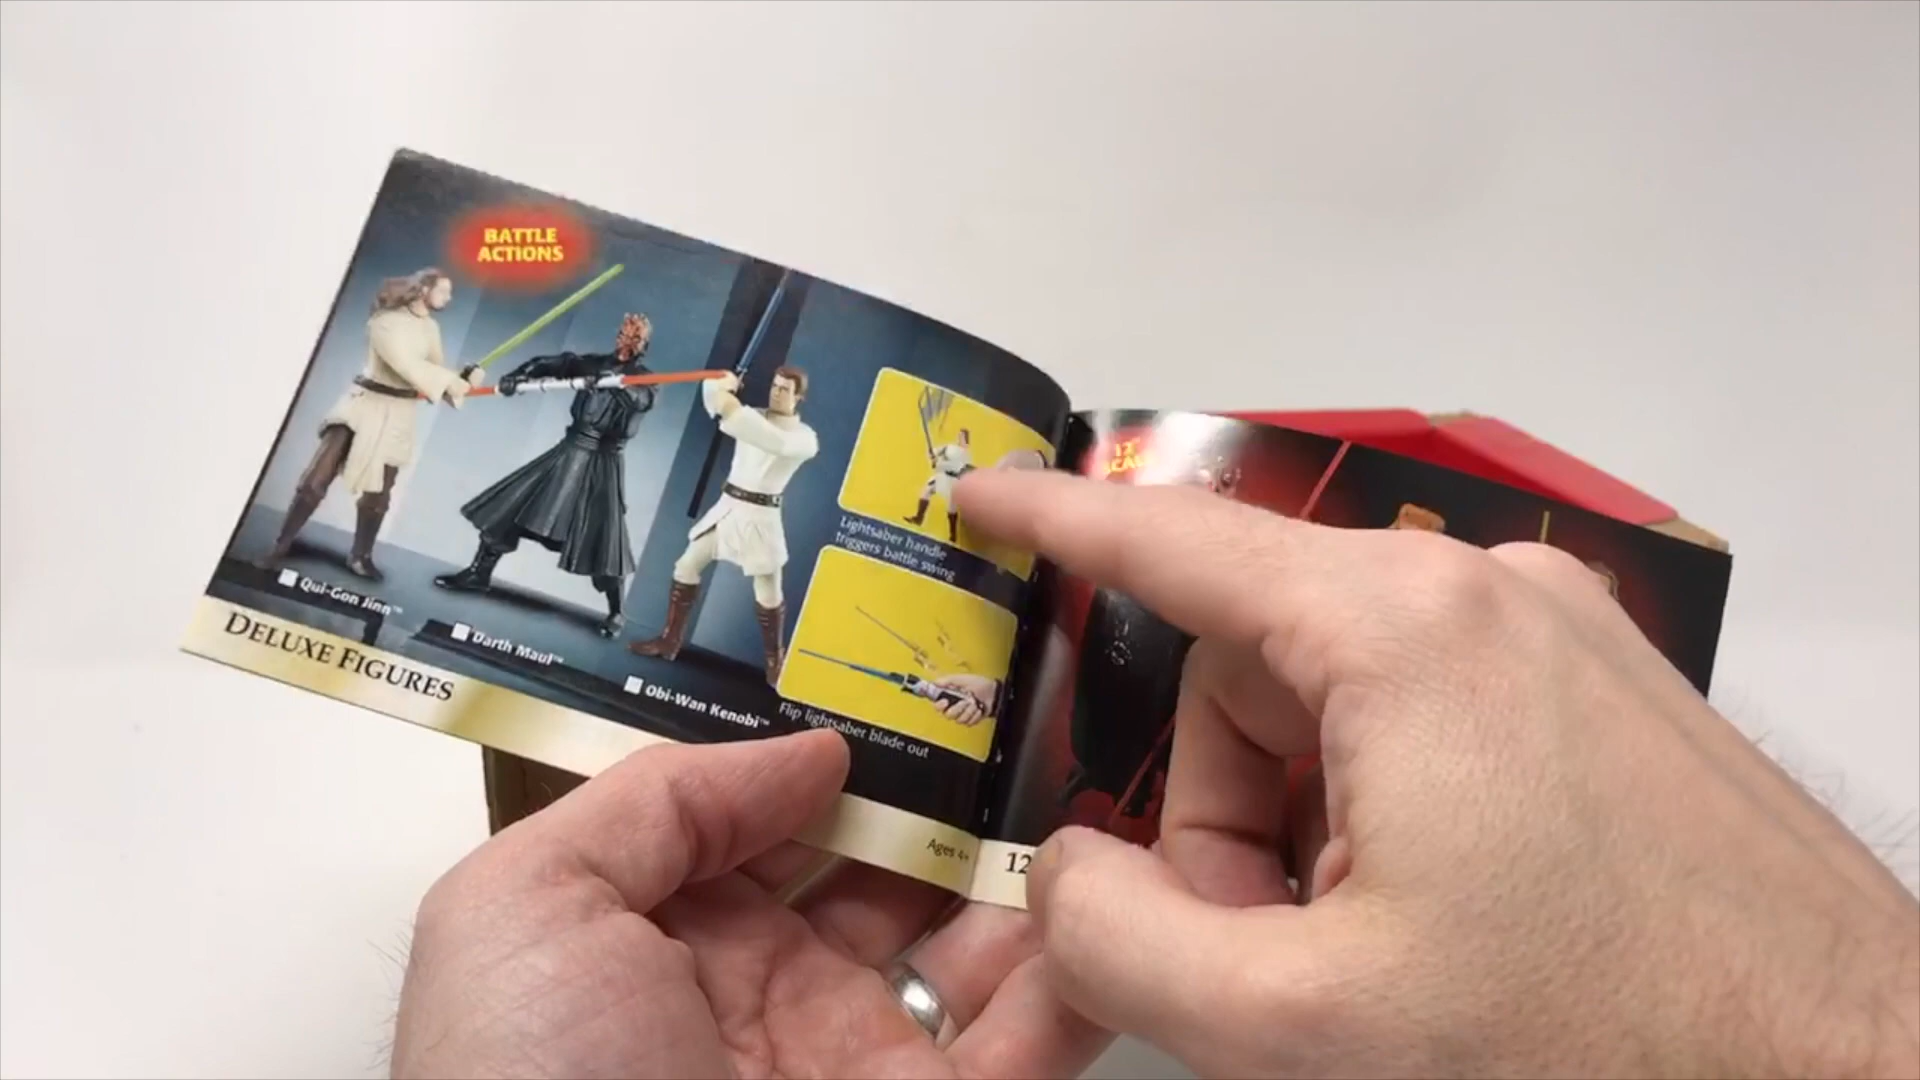 BATTLE
ACTIONS
Qui-Gon Jinn™
Darth Maul™
Obi-Wan Kenobi™
Lightsaber handle
triggers battle swing
Flip lightsaber blade out
DELUXE FIGURES
Ages 4+
12"
12